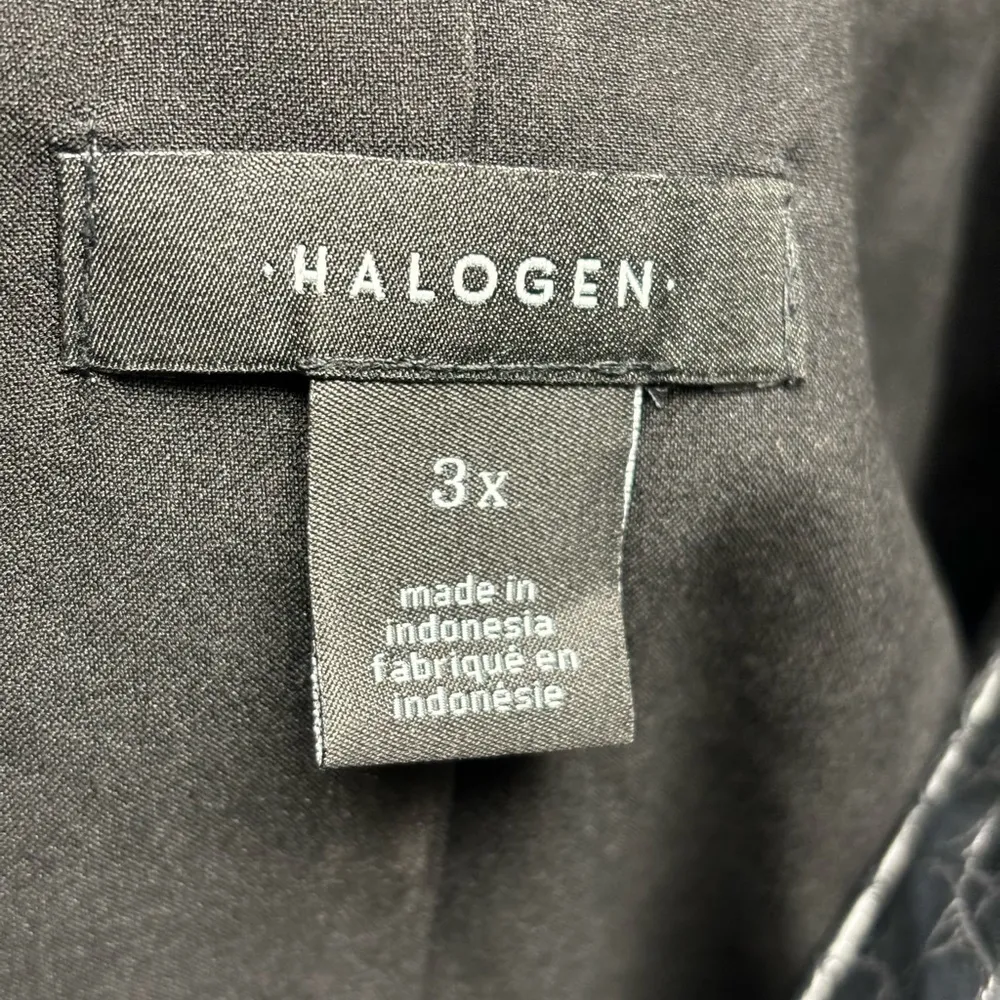 ·HALOGEN·
3x
made in
indonesia
fabriqué en
indonésie